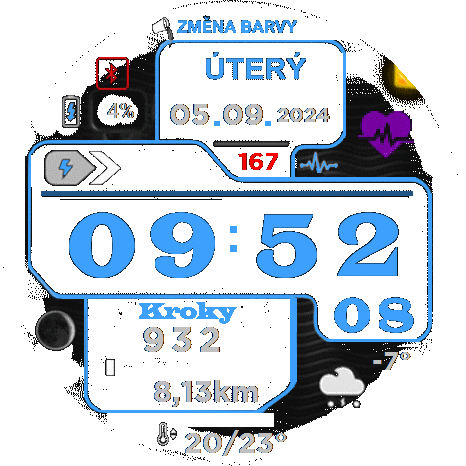 ZMĚNA BARVY
ÚTERÝ
4%
05.09.2024
167
09:52
08
Kroky
932
-7°
8,13km
20/23°